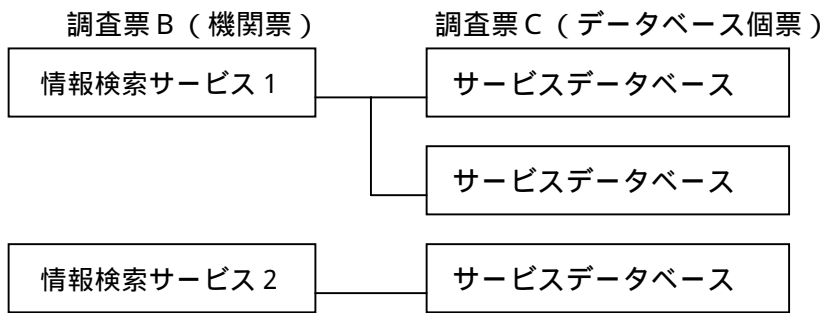 調査票B（機関票） 調査票C（データベース個票）
情報検索サービス1 サービスデータベース
サービスデータベース
情報検索サービス2 サービスデータベース